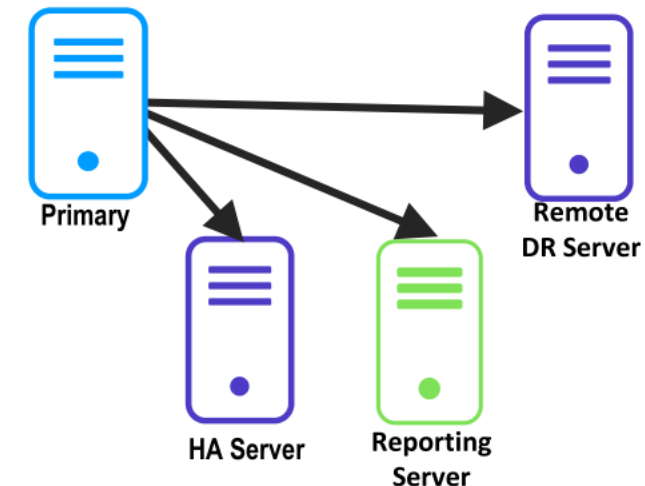 Primary
Remote
DR Server
HA Server
Reporting
Server